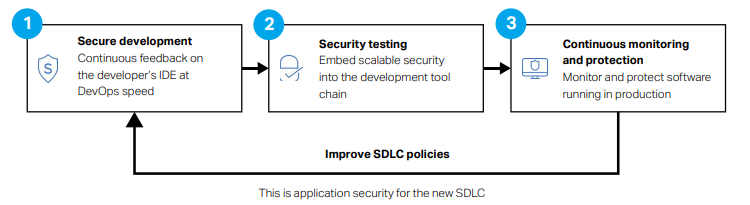 1
Secure development
Continuous feedback on
the developer's IDE at
DevOps speed
2
Security testing
Embed scalable security
into the development tool
chain
3
Continuous monitoring
and protection
Monitor and protect software
running in production
Improve SDLC policies
This is application security for the new SDLC